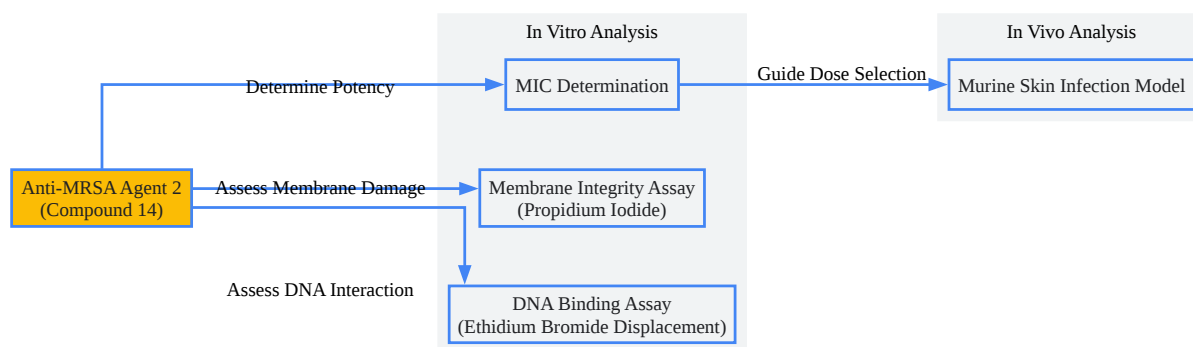 In Vitro Analysis
In Vivo Analysis
Determine Potency
MIC Determination
Guide Dose Selection
Murine Skin Infection Model
Anti-MRSA Agent 2
(Compound 14)
Assess Membrane Damage
Membrane Integrity Assay
(Propidium Iodide)
Assess DNA Interaction
DNA Binding Assay
(Ethidium Bromide Displacement)